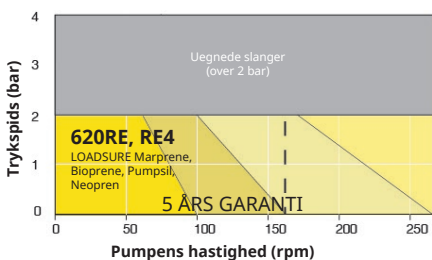 Trykspids (bar)
4
3
2
1
0
Uegnede slanger
(over 2 bar)
620RE, RE4
LOADSURE Marprene,
Bioprene, Pumpsil,
Neopren
5 ÅRS GARANTI
0 50 100 150 200 250
Pumpens hastighed (rpm)